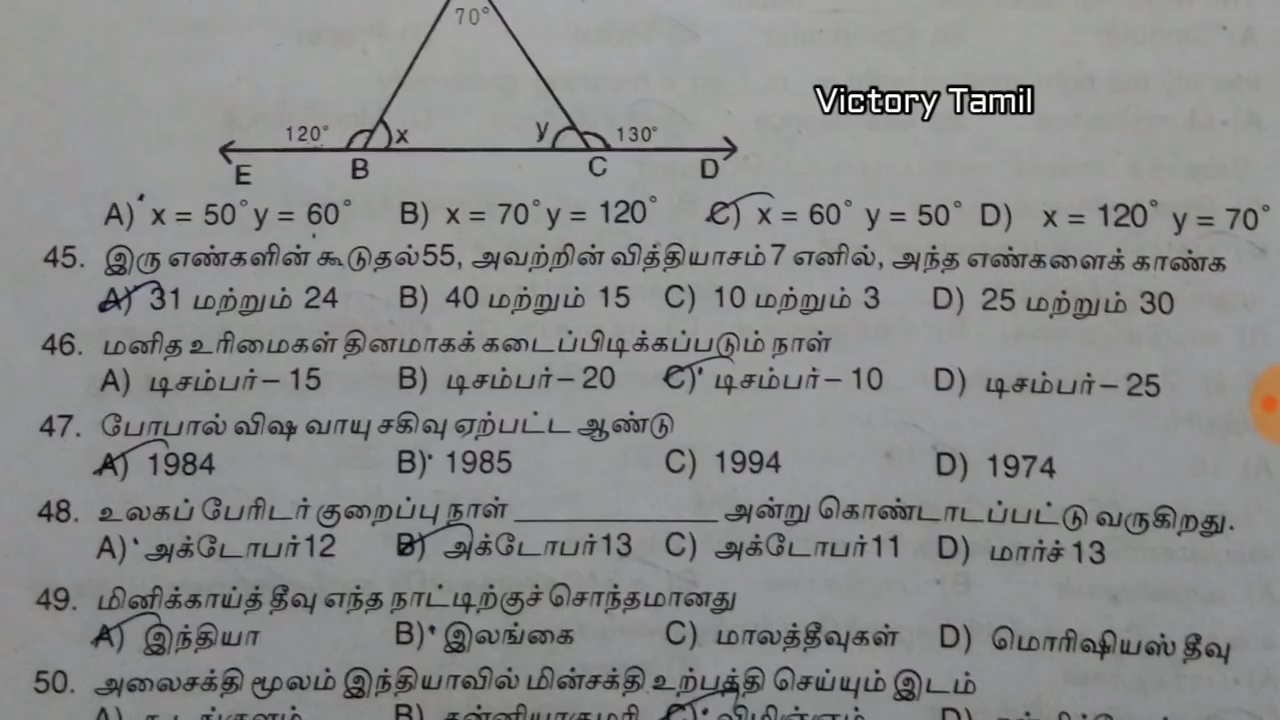 70°
Victory Tamil
120° x y 130°
E B C D
A) x = 50° y = 60° B) x = 70° y = 120° C) x = 60° y = 50° D) x = 120° y = 70°
45. இரு எண்களின் கூடுதல் 55, அவற்றின் வித்தியாசம் 7 எனில், அந்த எண்களைக் காண்க
A) 31 மற்றும் 24 B) 40 மற்றும் 15 C) 10 மற்றும் 3 D) 25 மற்றும் 30
46. மனித உரிமைகள் தினமாகக் கடைப்பிடிக்கப்படும் நாள்
A) டிசம்பர் – 15 B) டிசம்பர் – 20 C) டிசம்பர் – 10 D) டிசம்பர் – 25
47. போபால் விஷ வாயு சகிவு ஏற்பட்ட ஆண்டு
A) 1984 B) 1985 C) 1994 D) 1974
48. உலகப் பேரிடர் குறைப்பு நாள் ____________ அன்று கொண்டாடப்பட்டு வருகிறது.
A) அக்டோபர் 12 B) அக்டோபர் 13 C) அக்டோபர் 11 D) மார்ச் 13
49. மினிக்காய்த் தீவு எந்த நாட்டிற்குச் சொந்தமானது
A) இந்தியா B) இலங்கை C) மாலத்தீவுகள் D) மொரிஷியஸ் தீவு
50. அலைசக்தி மூலம் இந்தியாவில் மின்சக்தி உற்பத்தி செய்யும் இடம்
A) B) கன்னியாகுமரி C) விழிஞ்ஞம் D)